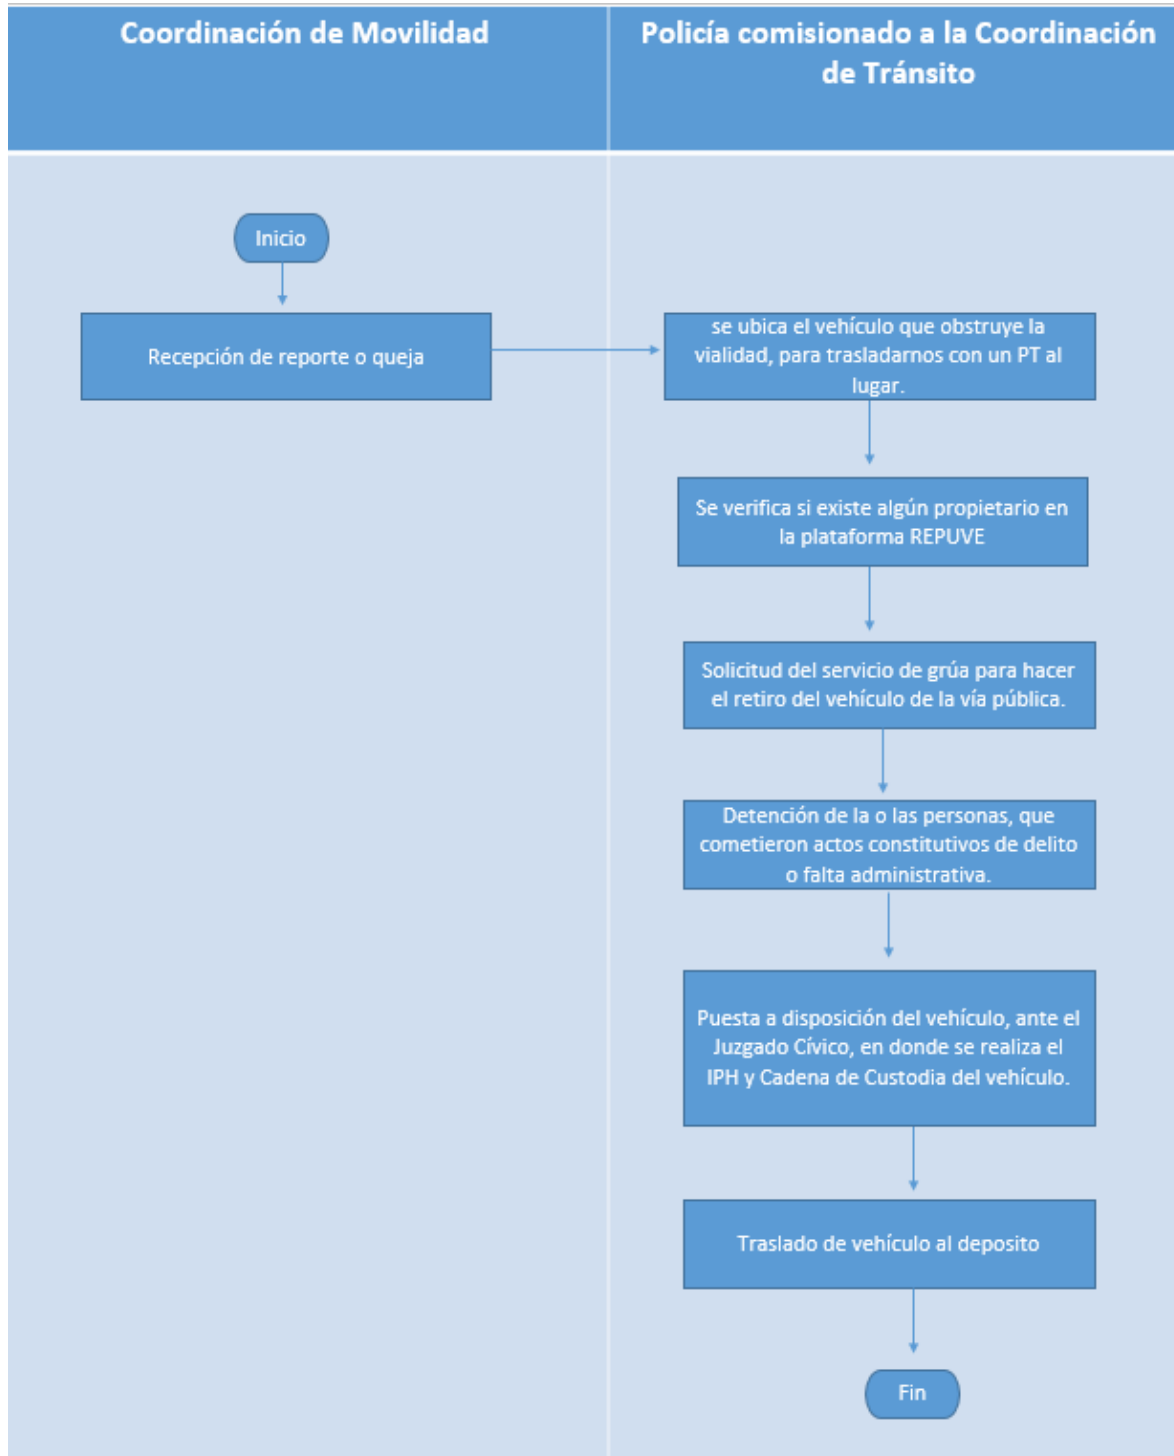 Coordinación de Movilidad
Policía comisionado a la Coordinación
de Tránsito
Inicio
Recepción de reporte o queja
se ubica el vehículo que obstruye la
vialidad, para trasladarnos con un PT al
lugar.
Se verifica si existe algún propietario en
la plataforma REPUVE
Solicitud del servicio de grúa para hacer
el retiro del vehículo de la vía pública.
Detención de la o las personas, que
cometieron actos constitutivos de delito
o falta administrativa.
Puesta a disposición del vehículo, ante el
Juzgado Cívico, en donde se realiza el
IPH y Cadena de Custodia del vehículo.
Traslado de vehículo al deposito
Fin